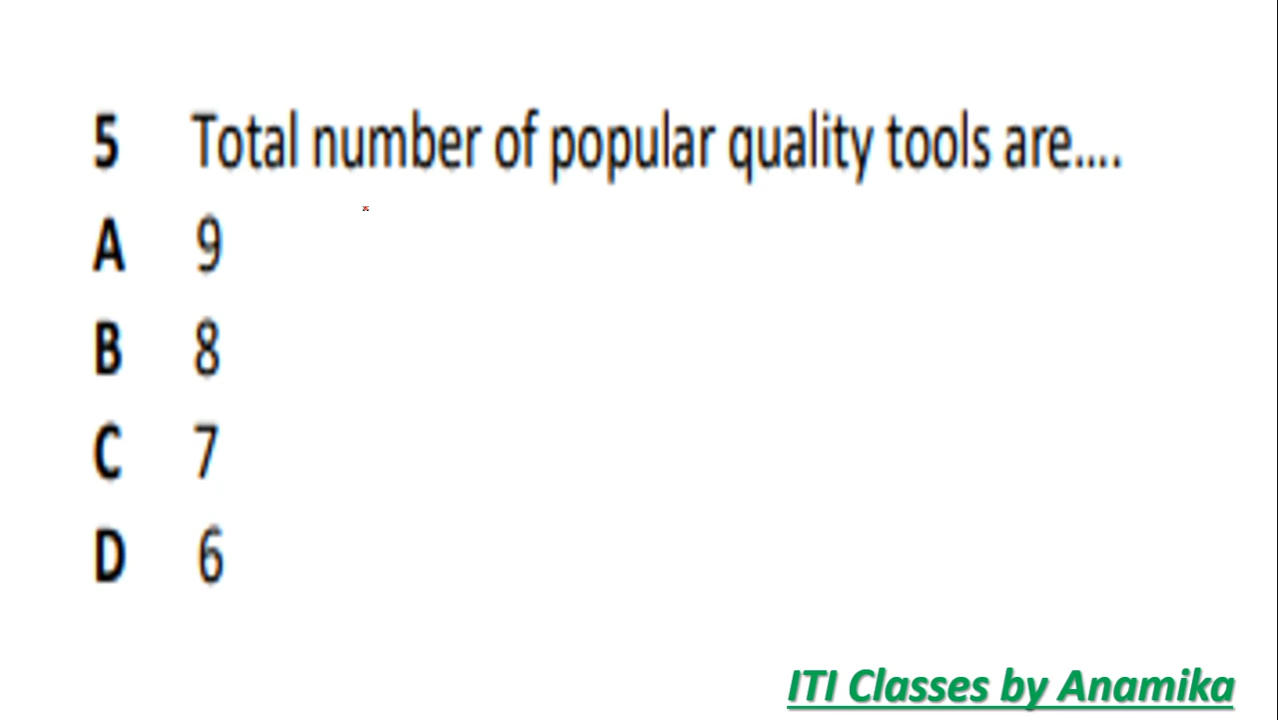 5 Total number of popular quality tools are....
A 9
B 8
C 7
D 6
ITI Classes by Anamika